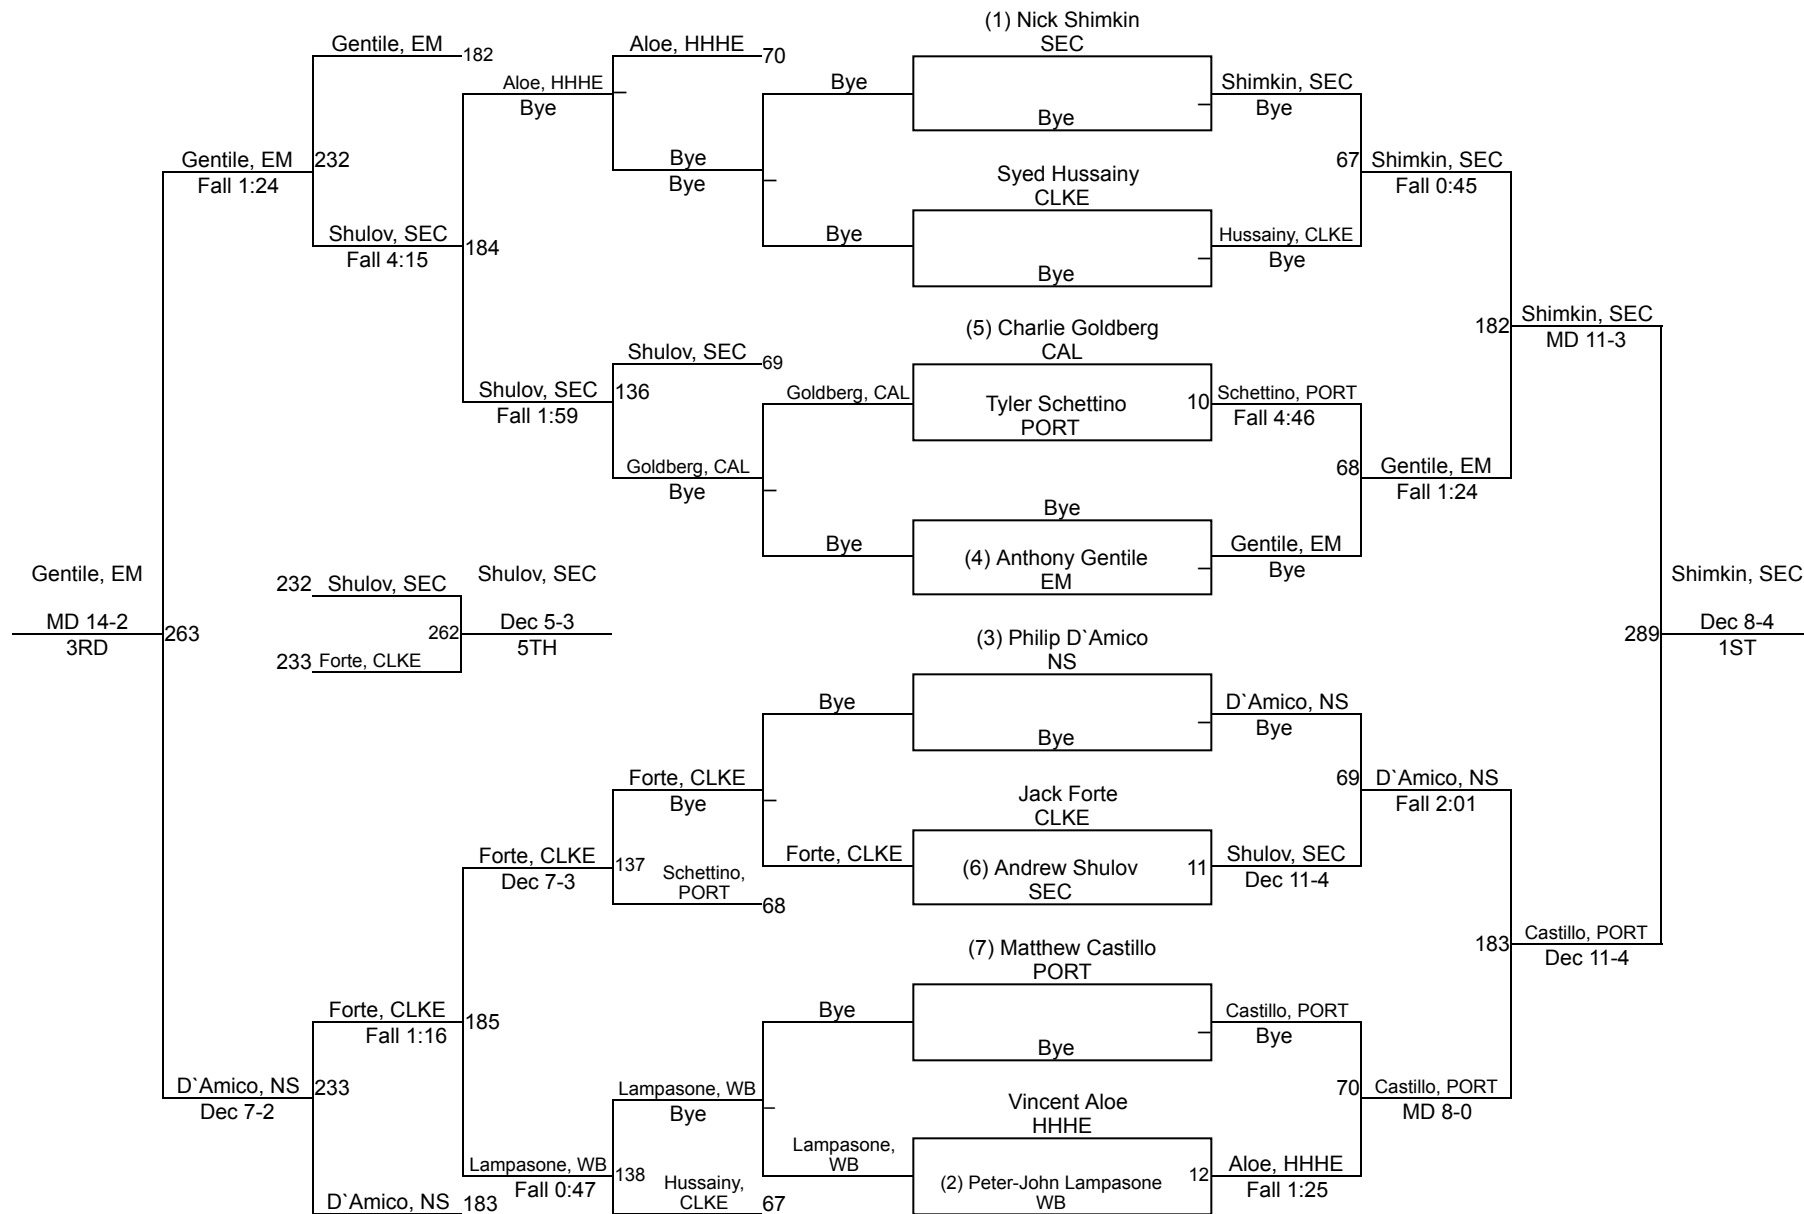 (1) Nick Shimkin
SEC
Gentile, EM
182
Aloe, HHHE
70
Aloe, HHHE
Bye
Bye
Bye
Shimkin, SEC
Bye
Gentile, EM
Fall 1:24
232
Bye
Bye
Syed Hussainy
CLKE
67
Shimkin, SEC
Fall 0:45
Shulov, SEC
Fall 4:15
184
Bye
Bye
Hussainy, CLKE
Bye
(5) Charlie Goldberg
CAL
182
Shimkin, SEC
MD 11-3
Shulov, SEC
69
Shulov, SEC
Fall 1:59
136
Goldberg, CAL
Tyler Schettino
PORT
10
Schettino, PORT
Fall 4:46
Goldberg, CAL
Bye
68
Gentile, EM
Fall 1:24
Bye
Bye
(4) Anthony Gentile
EM
Gentile, EM
Bye
Gentile, EM
MD 14-2
3RD
263
232
Shulov, SEC
233
Forte, CLKE
262
Shulov, SEC
Dec 5-3
5TH
Shimkin, SEC
289
Dec 8-4
1ST
(3) Philip D`Amico
NS
Bye
Bye
D`Amico, NS
Bye
Forte, CLKE
Bye
Jack Forte
CLKE
69
D`Amico, NS
Fall 2:01
Forte, CLKE
Dec 7-3
137
Schettino,
PORT
68
Forte, CLKE
(6) Andrew Shulov
SEC
11
Shulov, SEC
Dec 11-4
(7) Matthew Castillo
PORT
183
Castillo, PORT
Dec 11-4
Forte, CLKE
Fall 1:16
185
Bye
Bye
Castillo, PORT
Bye
D`Amico, NS
Dec 7-2
233
Lampasone, WB
Bye
Vincent Aloe
HHHE
70
Castillo, PORT
MD 8-0
Lampasone, WB
Fall 0:47
138
Hussainy,
CLKE
67
Lampasone,
WB
(2) Peter-John Lampasone
WB
12
Aloe, HHHE
Fall 1:25
D`Amico, NS
183